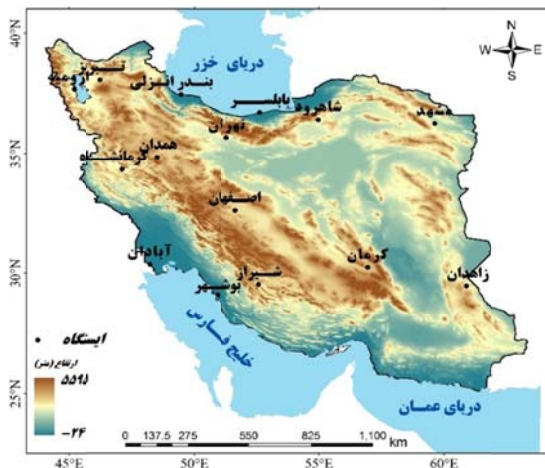 40°N
دریای خزر
N
W E
S
تبریز
ارومیه
بندر انزلی
بابلسر
شاهرود
مشهد
تهران
35°N
همدان
کرمانشاه
اصفهان
آبادان
کرمان
30°N
شیراز
زاهدان
بوشهر
ایستگاه
خلیج فارس
ارتفاع (متر)
۵۵۹۵
دریای عمان
25°N
-۲۴
0 137.5 275 550 825 1,100
km
45°E 50°E 55°E 60°E